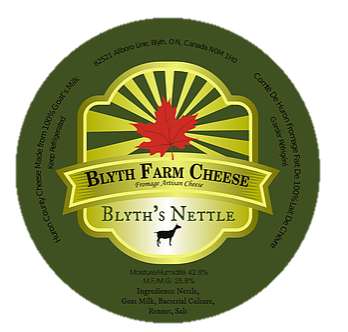 82521 Allboro Line, Blyth, ON, Canada N0M 1H0
Huron County Cheese Made from 100% Goat's Milk
Keep Refrigerated
Comté De Huron Fromage Fait De 100% Lait De Chèvre
Garder Réfrigéré
BLYTH FARM CHEESE
Fromage Artisan Cheese
BLYTH'S NETTLE
Moisture/Humidité 42.8%
M.F./M.G. 25.8%
Ingredients: Nettle,
Goat Milk, Bacterial Culture,
Rennet, Salt